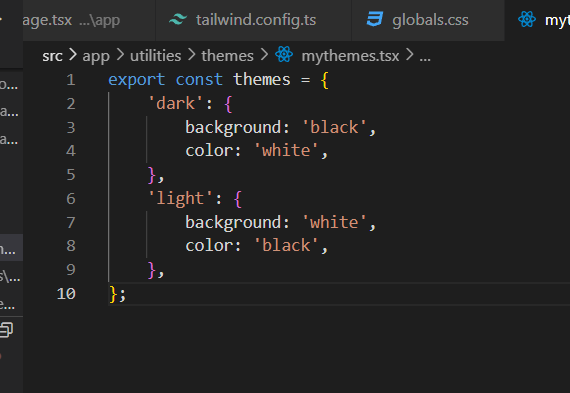 age.tsx ...\app
tailwind.config.ts
globals.css
my
src > app > utilities > themes > mythemes.tsx > ...
1 export const themes = {
2     'dark': {
3         background: 'black',
4         color: 'white',
5     },
6     'light': {
7         background: 'white',
8         color: 'black',
9     },
10 };